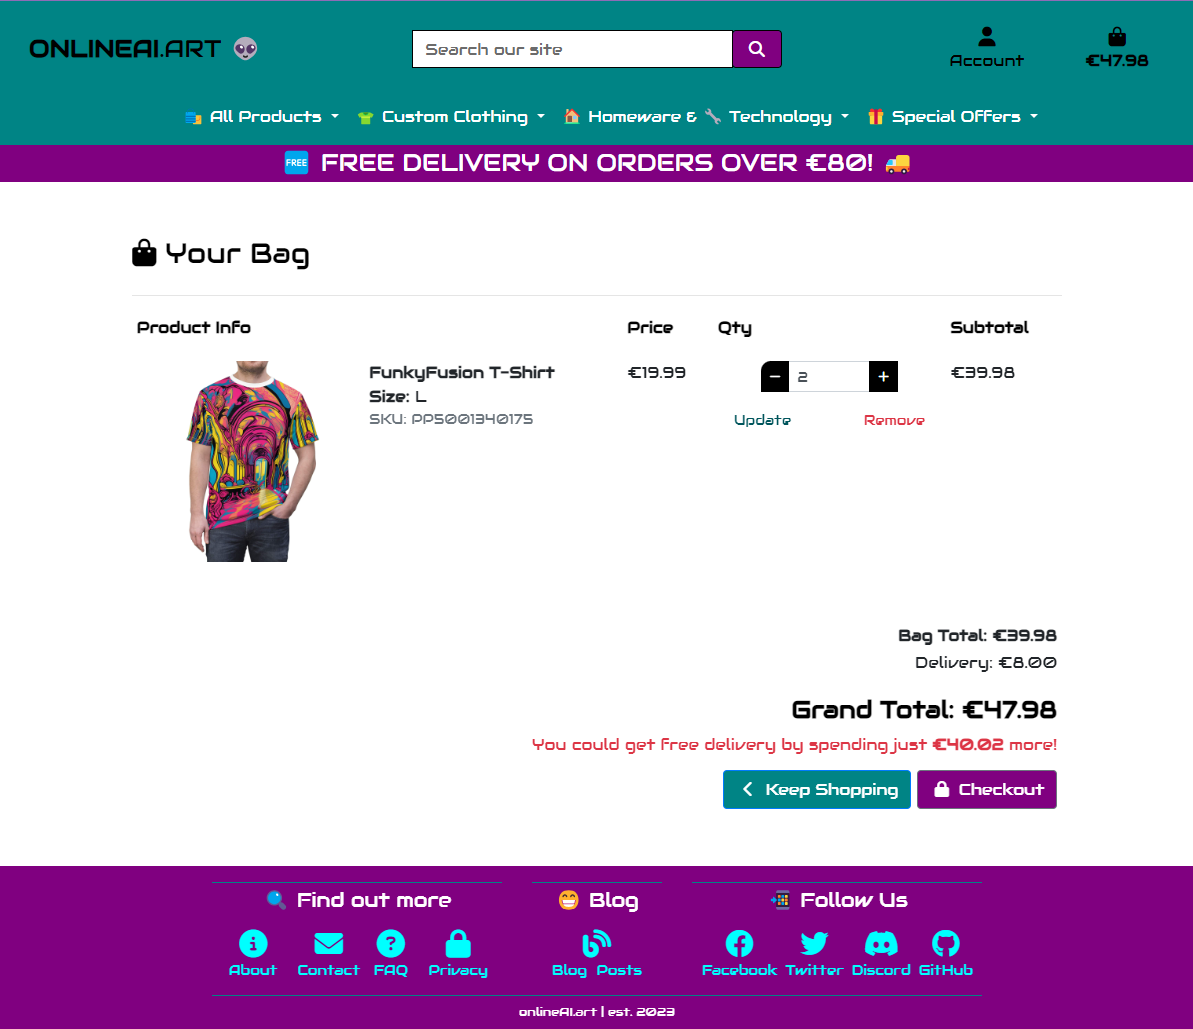 ONLINEAI.ART
Search our site
Account
€47.98
All Products
Custom Clothing
Homeware & Technology
Special Offers
FREE FREE DELIVERY ON ORDERS OVER €80!
Your Bag
Product Info Price Qty Subtotal
FunkyFusion T-Shirt €19.99 − 2 + €39.98
Size: L
SKU: PP5001340175 Update Remove
Bag Total: €39.98
Delivery: €8.00
Grand Total: €47.98
You could get free delivery by spending just €40.02 more!
Keep Shopping Checkout
Find out more Blog Follow Us
About Contact FAQ Privacy Blog Posts Facebook Twitter Discord GitHub
onlineAI.art | est. 2023